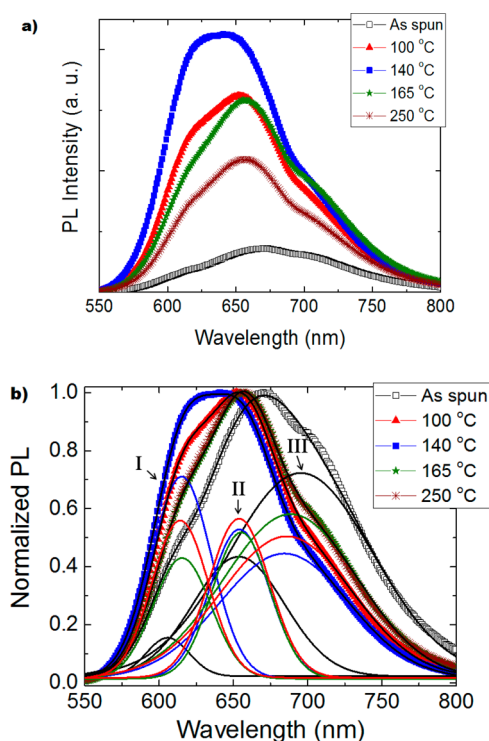 a)
As spun
100 °C
140 °C
165 °C
250 °C
PL Intensity (a. u.)
550 600 650 700 750 800
Wavelength (nm)
b)
1.0
0.8
0.6
0.4
0.2
0.0
Normalized PL
I
II
III
As spun
100 °C
140 °C
165 °C
250 °C
550 600 650 700 750 800
Wavelength (nm)